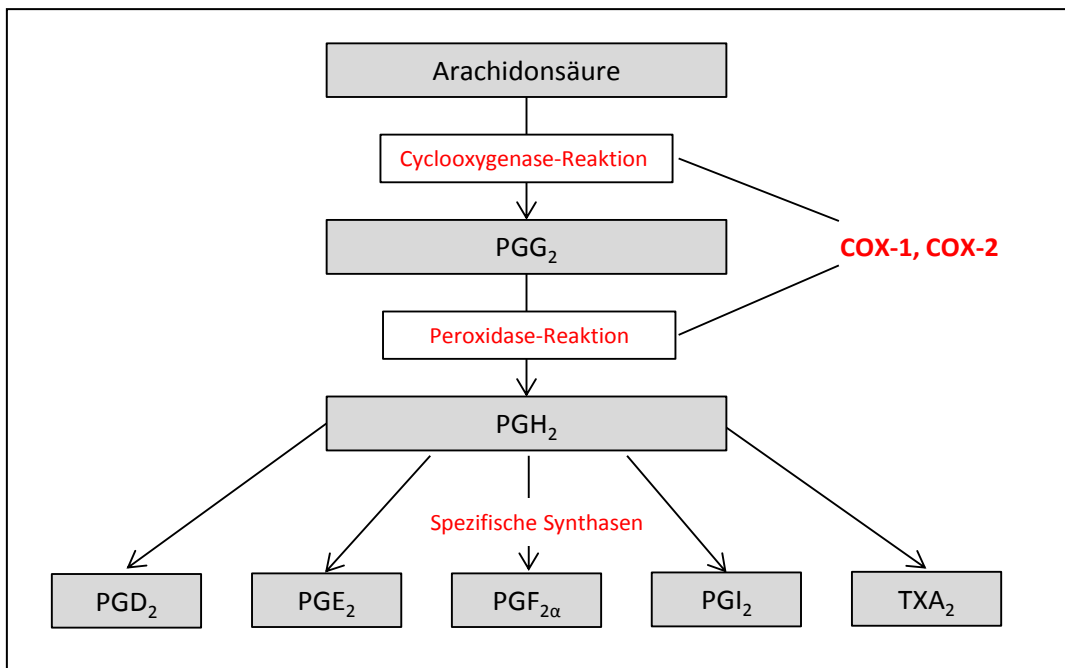 Arachidonsäure
Cyclooxygenase-Reaktion
PGG₂
COX-1, COX-2
Peroxidase-Reaktion
PGH₂
Spezifische Synthasen
PGD₂
PGE₂
PGF₂α
PGI₂
TXA₂